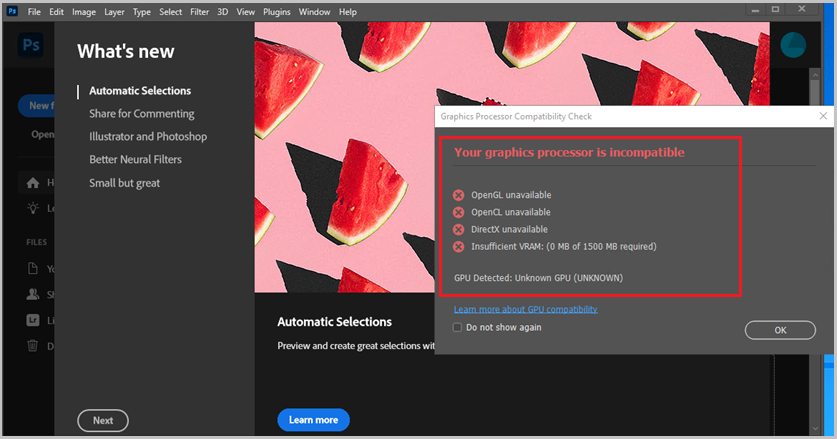 Ps File Edit Image Layer Type Select Filter 3D View Plugins Window Help
Ps
What's new
Automatic Selections
Share for Commenting
Illustrator and Photoshop
Better Neural Filters
Small but great
Next
New f
Open
H
Le
FILES
Yo
Sh
Lr Li
D
Automatic Selections
Preview and create great selections wit
Learn more
Graphics Processor Compatibility Check
Your graphics processor is incompatible
OpenGL unavailable
OpenCL unavailable
DirectX unavailable
Insufficient VRAM: (0 MB of 1500 MB required)
GPU Detected: Unknown GPU (UNKNOWN)
Learn more about GPU compatibility
Do not show again
OK